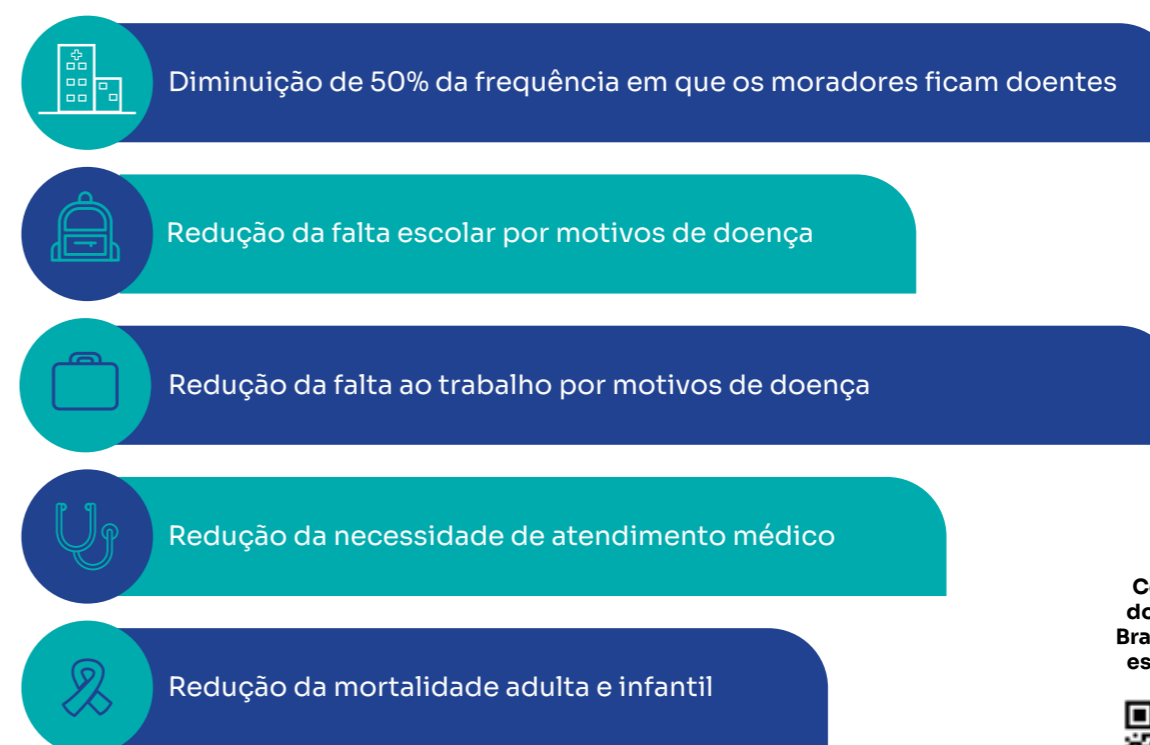 Diminuição de 50% da frequência em que os moradores ficam doentes
Redução da falta escolar por motivos de doença
Redução da falta ao trabalho por motivos de doença
Redução da necessidade de atendimento médico
Redução da mortalidade adulta e infantil